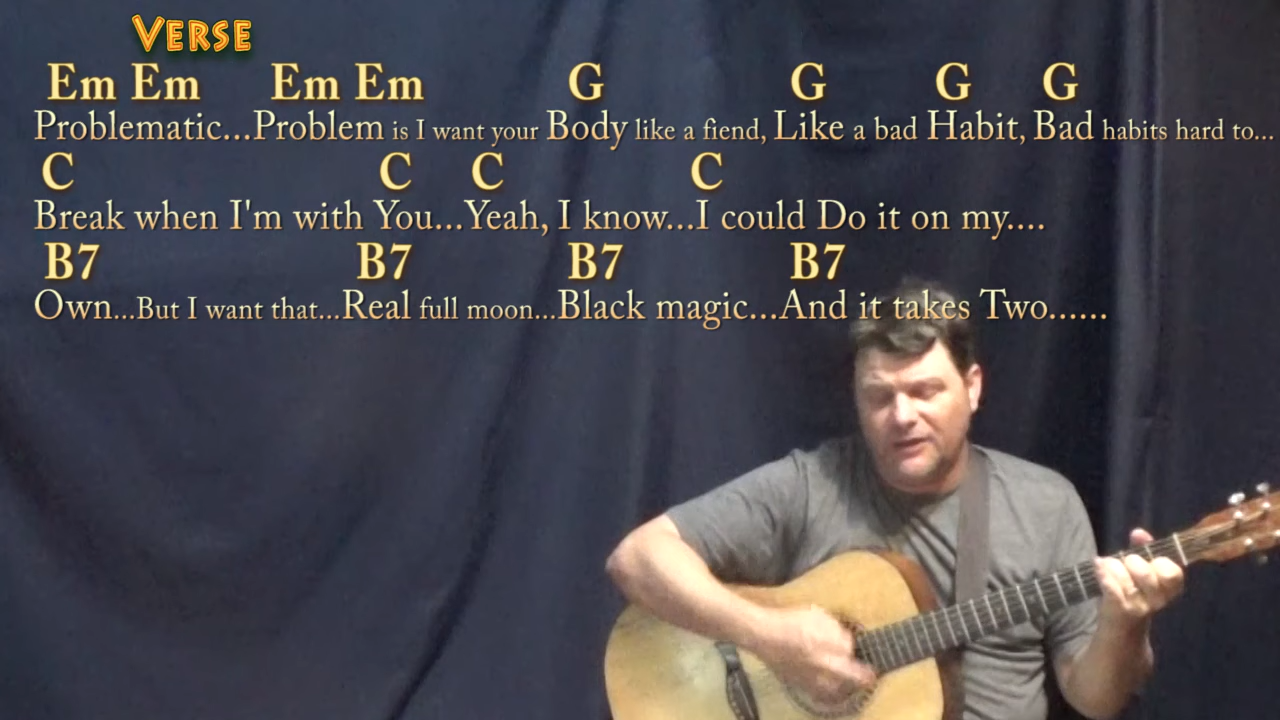 VERSE
Em Em Em Em G G G G
Problematic...Problem is I want your Body like a fiend, Like a bad Habit, Bad habits hard to...
C C C C
Break when I'm with You...Yeah, I know...I could Do it on my....
B7 B7 B7 B7
Own...But I want that...Real full moon...Black magic...And it takes Two......